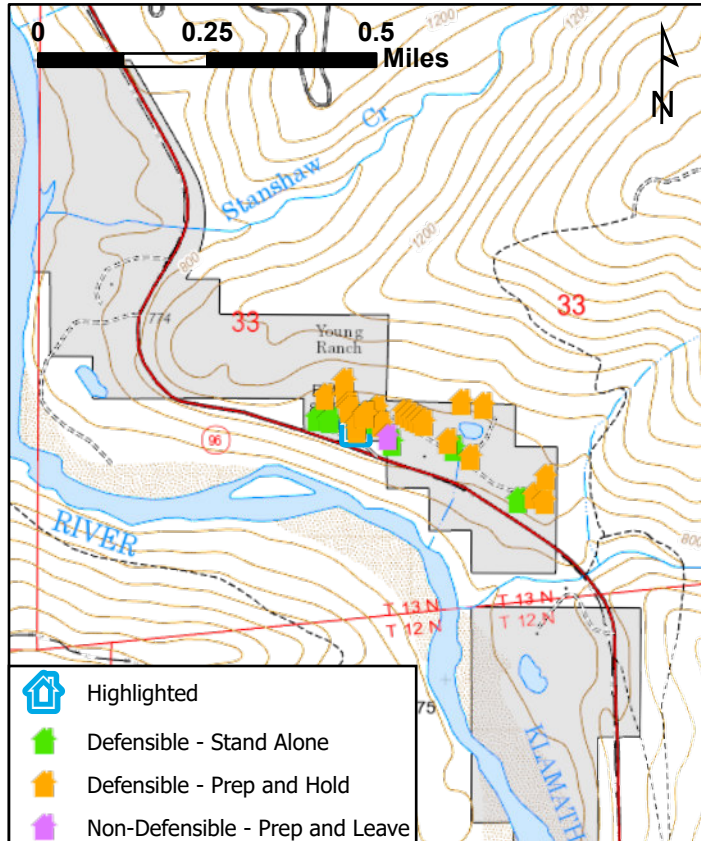 0 0.25 0.5
Miles
N
1200
1200
Stanshaw Cr
1200
800
774
33
33
Young
Ranch
96
RIVER
800
T 13 N T 13 N
T 12 N T 12 N
75
KLAMATH
Highlighted
Defensible - Stand Alone
Defensible - Prep and Hold
Non-Defensible - Prep and Leave